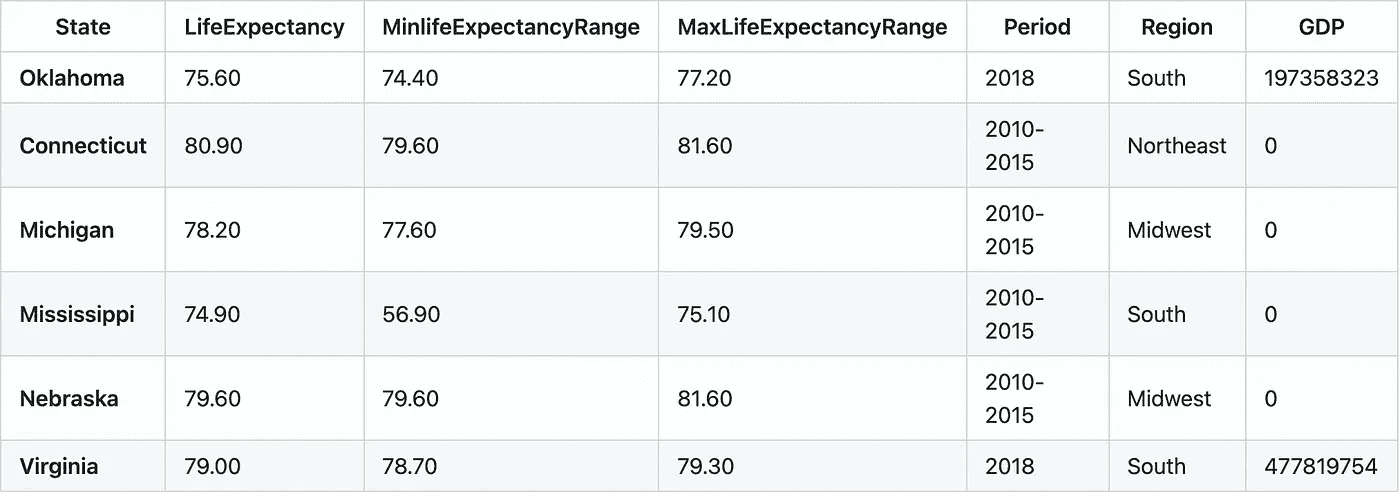 State LifeExpectancy MinlifeExpectancyRange MaxLifeExpectancyRange Period Region GDP
Oklahoma 75.60 74.40 77.20 2018 South 197358323
Connecticut 80.90 79.60 81.60 2010-
2015 Northeast 0
Michigan 78.20 77.60 79.50 2010-
2015 Midwest 0
Mississippi 74.90 56.90 75.10 2010-
2015 South 0
Nebraska 79.60 79.60 81.60 2010-
2015 Midwest 0
Virginia 79.00 78.70 79.30 2018 South 477819754